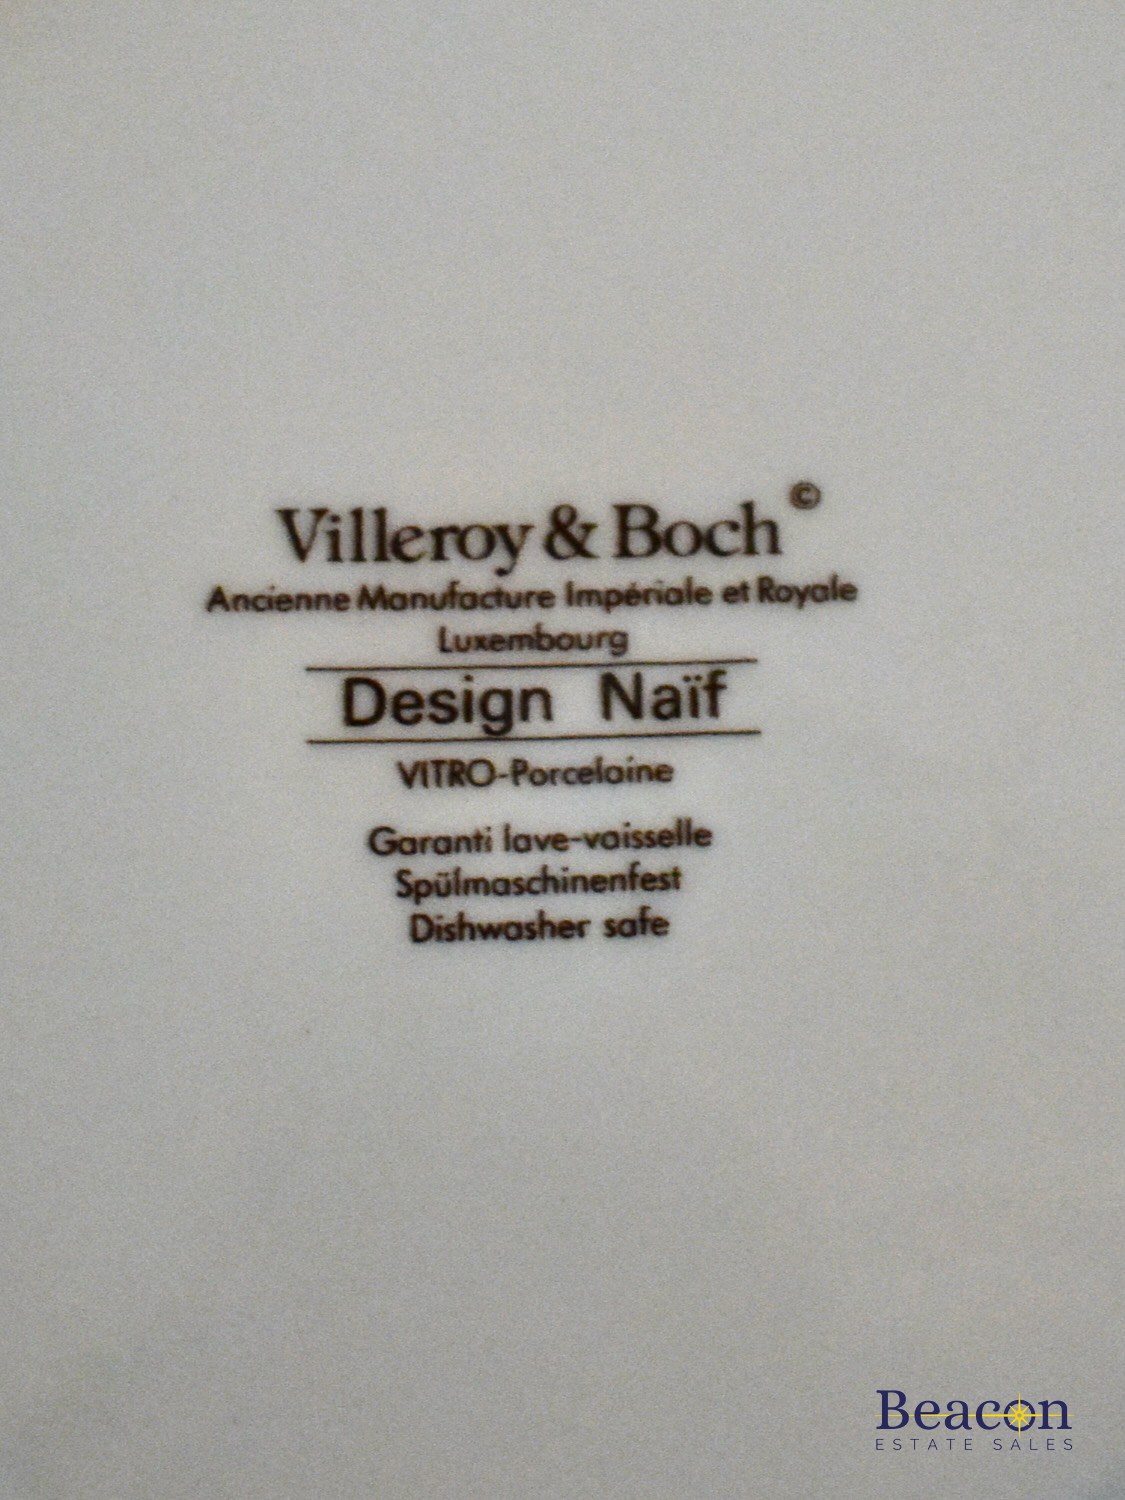 Villeroy & Boch ©
Ancienne Manufacture Impériale et Royale
Luxembourg
Design Naïf
VITRO-Porcelaine
Garanti lave-vaisselle
Spülmaschinenfest
Dishwasher safe
Beacon
ESTATE SALES